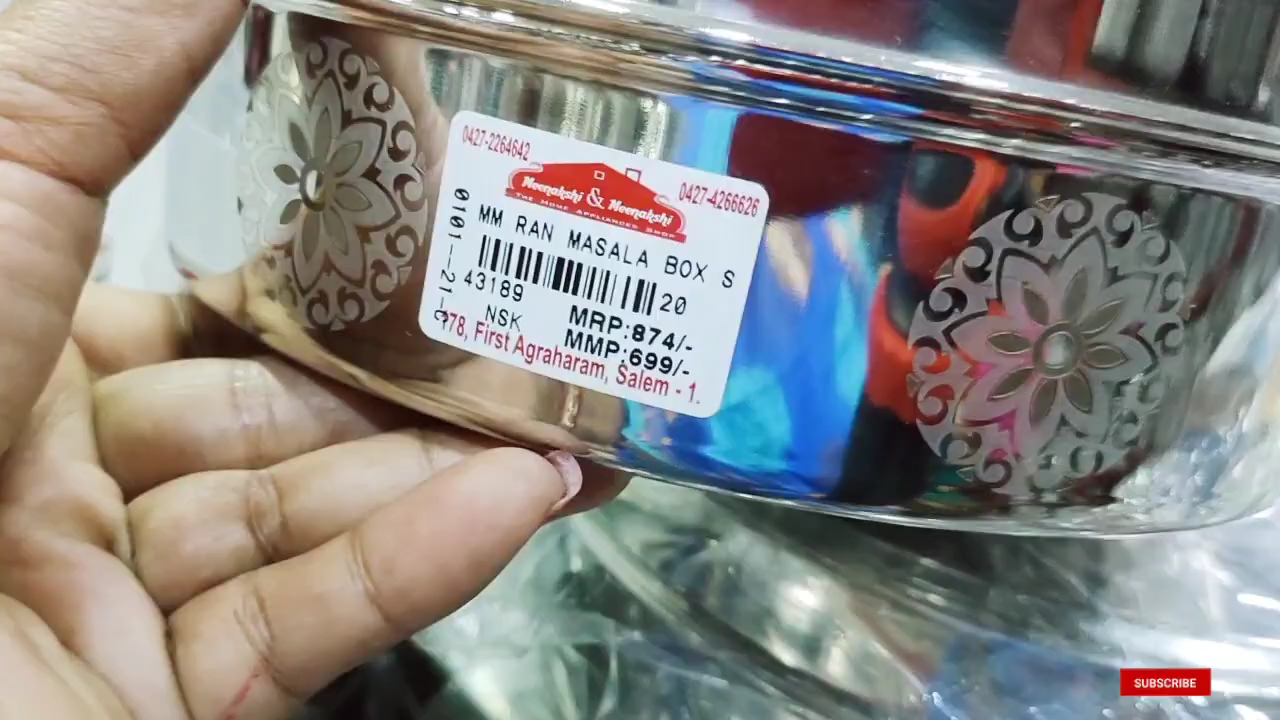 0427-2264642
0427-4266626
Meenakshi & Meenakshi
THE HOME APPLIANCES SHOP
MM RAN MASALA BOX S
43189
20
NSK
MRP:874/-
MMP:699/-
0101-21-
178, First Agraharam, Salem - 1.
SUBSCRIBE